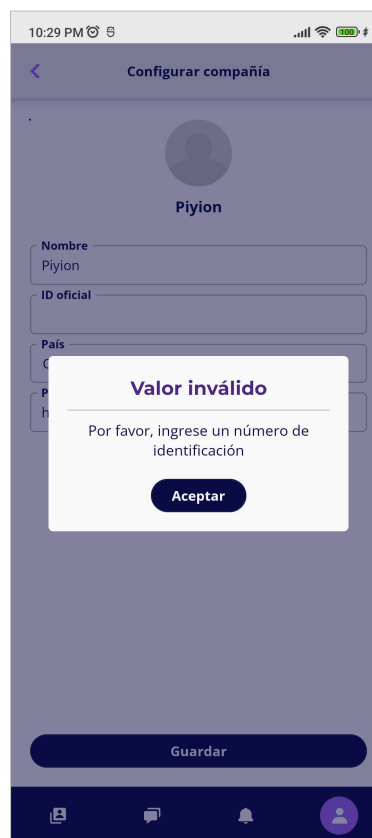 10:29 PM
100
Configurar compañía
Piyion
Nombre
Piyion
ID oficial
País
Valor inválido
Por favor, ingrese un número de
identificación
Aceptar
Guardar